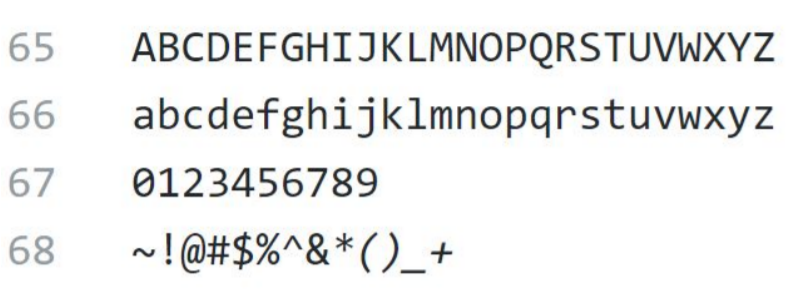 65 ABCDEFGHIJKLMNOPQRSTUVWXYZ
66 abcdefghijklmnopqrstuvwxyz
67 0123456789
68 ~!@#$%^&*()_+